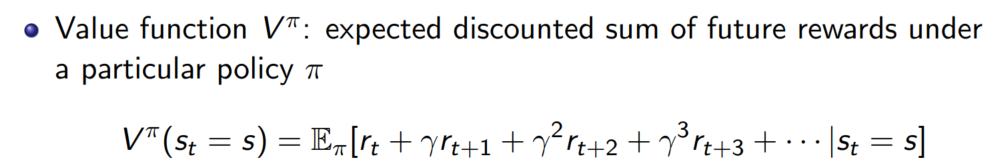 Value function V^π: expected discounted sum of future rewards under
a particular policy π
V^π(s_t = s) = 𝔼_π[r_t + γr_{t+1} + γ^2 r_{t+2} + γ^3 r_{t+3} + ⋯ |s_t = s]